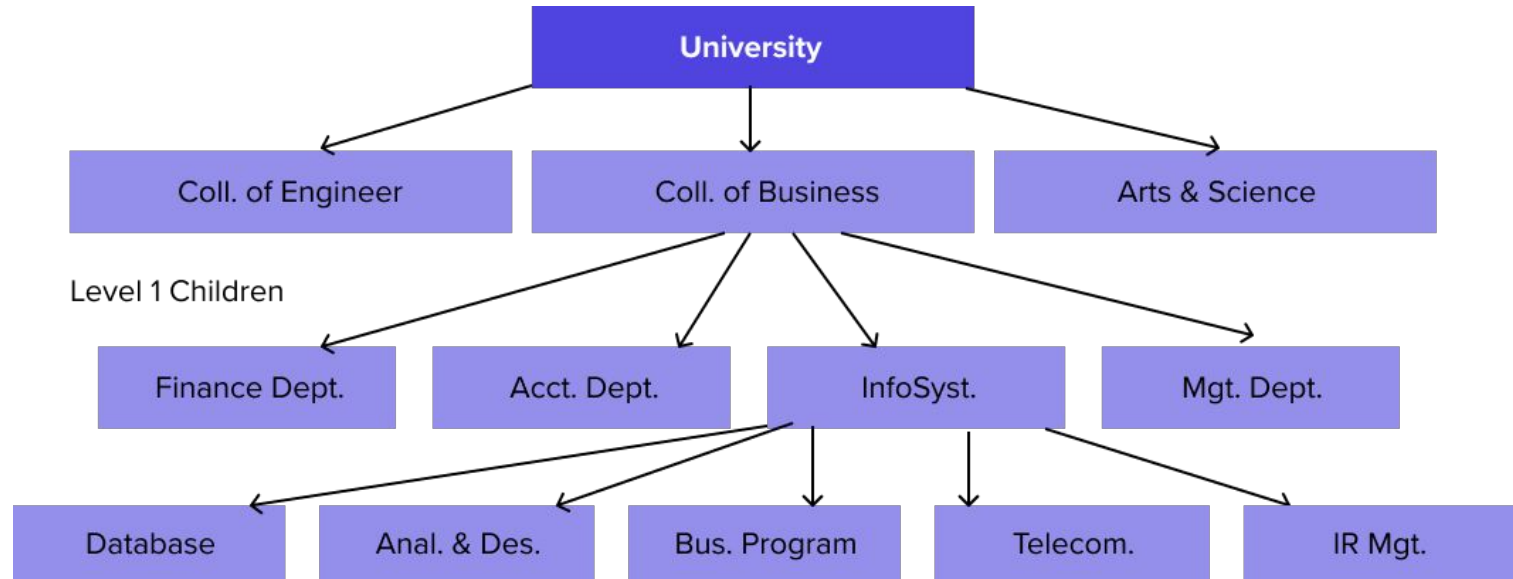 University
Coll. of Engineer
Coll. of Business
Arts & Science
Level 1 Children
Finance Dept.
Acct. Dept.
InfoSyst.
Mgt. Dept.
Database
Anal. & Des.
Bus. Program
Telecom.
IR Mgt.